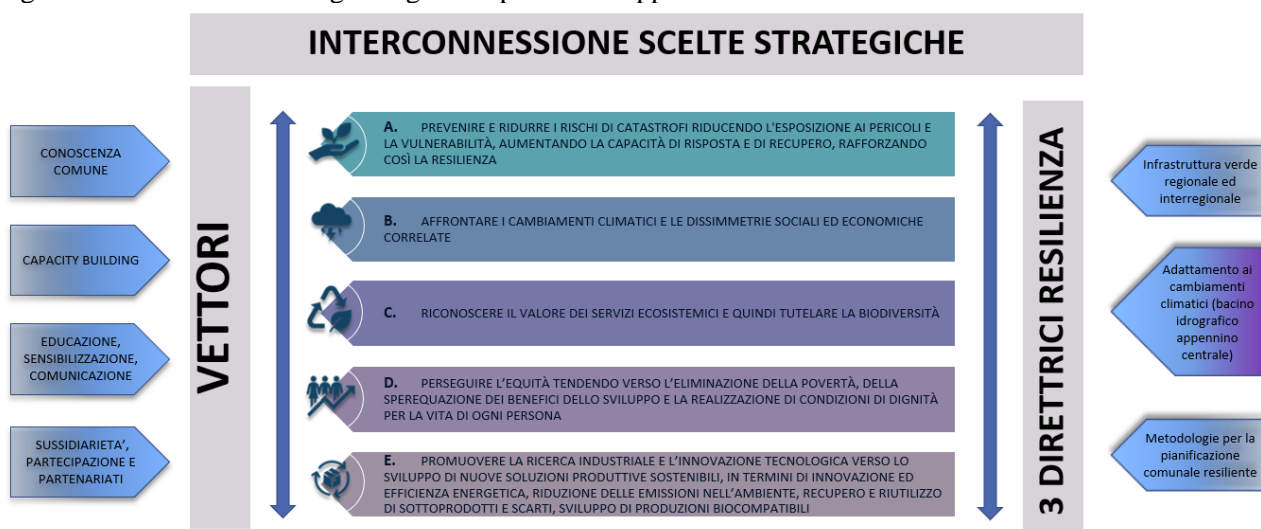 INTERCONNESSIONE SCELTE STRATEGICHE
VETTORI
CONOSCENZA
COMUNE
CAPACITY BUILDING
EDUCAZIONE,
SENSIBILIZZAZIONE,
COMUNICAZIONE
SUSSIDIARIETA’,
PARTECIPAZIONE E
PARTENARIATI
A. PREVENIRE E RIDURRE I RISCHI DI CATASTROFI RIDUCENDO L'ESPOSIZIONE AI PERICOLI E
LA VULNERABILITÀ, AUMENTANDO LA CAPACITÀ DI RISPOSTA E DI RECUPERO, RAFFORZANDO
COSÌ LA RESILIENZA
B. AFFRONTARE I CAMBIAMENTI CLIMATICI E LE DISSIMMETRIE SOCIALI ED ECONOMICHE
CORRELATE
C. RICONOSCERE IL VALORE DEI SERVIZI ECOSISTEMICI E QUINDI TUTELARE LA BIODIVERSITÀ
D. PERSEGUIRE L’EQUITÀ TENDENDO VERSO L’ELIMINAZIONE DELLA POVERTÀ, DELLA
SPEREQUAZIONE DEI BENEFICI DELLO SVILUPPO E LA REALIZZAZIONE DI CONDIZIONI DI DIGNITÀ
PER LA VITA DI OGNI PERSONA
E. PROMUOVERE LA RICERCA INDUSTRIALE E L’INNOVAZIONE TECNOLOGICA VERSO LO
SVILUPPO DI NUOVE SOLUZIONI PRODUTTIVE SOSTENIBILI, IN TERMINI DI INNOVAZIONE ED
EFFICIENZA ENERGETICA, RIDUZIONE DELLE EMISSIONI NELL’AMBIENTE, RECUPERO E RIUTILIZZO
DI SOTTOPRODOTTI E SCARTI, SVILUPPO DI PRODUZIONI BIOCOMPATIBILI
3 DIRETTRICI RESILIENZA
Infrastruttura verde
regionale ed
interregionale
Adattamento ai
cambiamenti
climatici (bacino
idrografico
appennino
centrale)
Metodologie per la
pianificazione
comunale resiliente